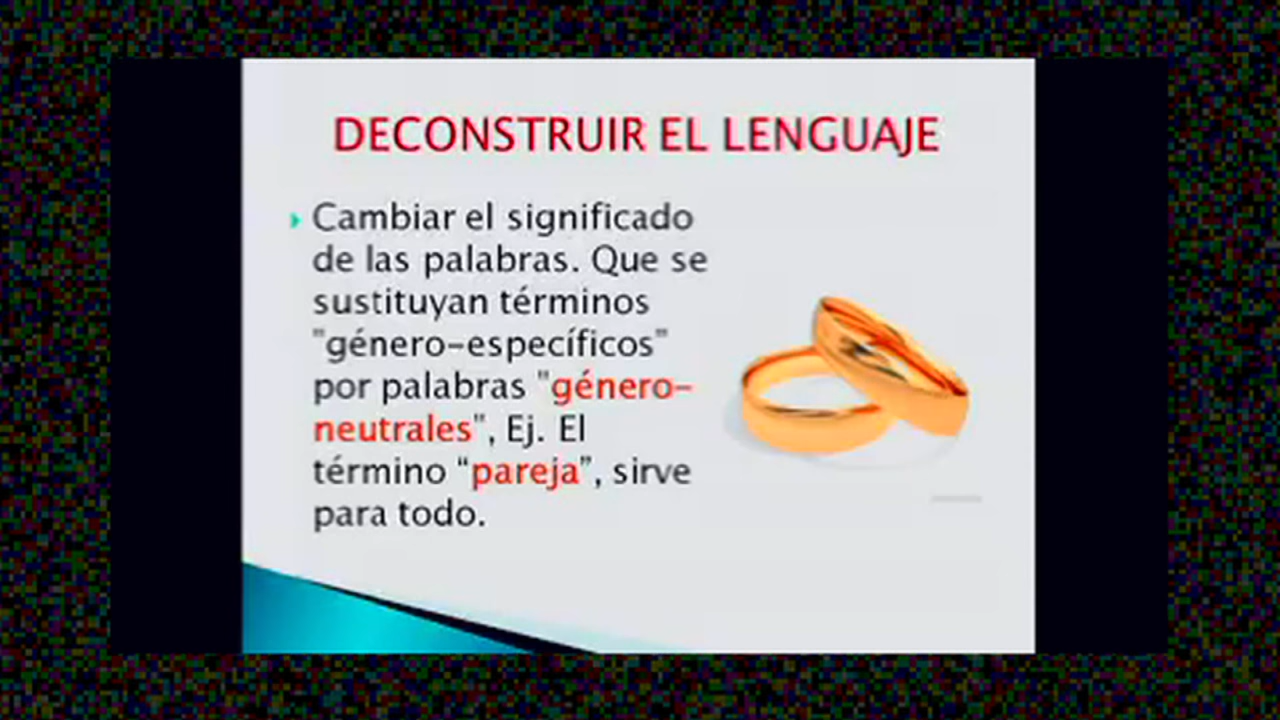 DECONSTRUIR EL LENGUAJE
Cambiar el significado
de las palabras. Que se
sustituyan términos
"género-específicos"
por palabras "género-
neutrales", Ej. El
término “pareja”, sirve
para todo.